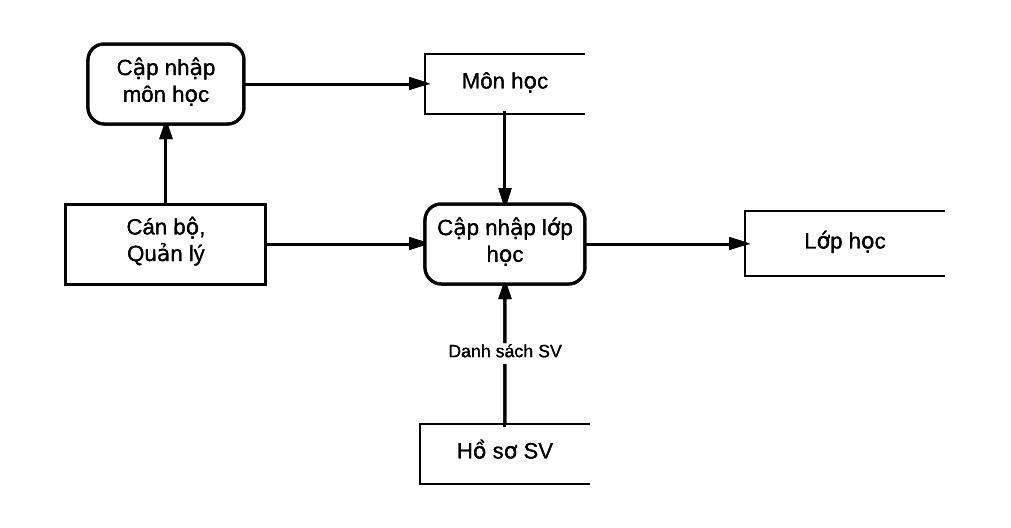 Cập nhập
môn học
Môn học
Cán bộ,
Quản lý
Cập nhập lớp
học
Lớp học
Danh sách SV
Hồ sơ SV